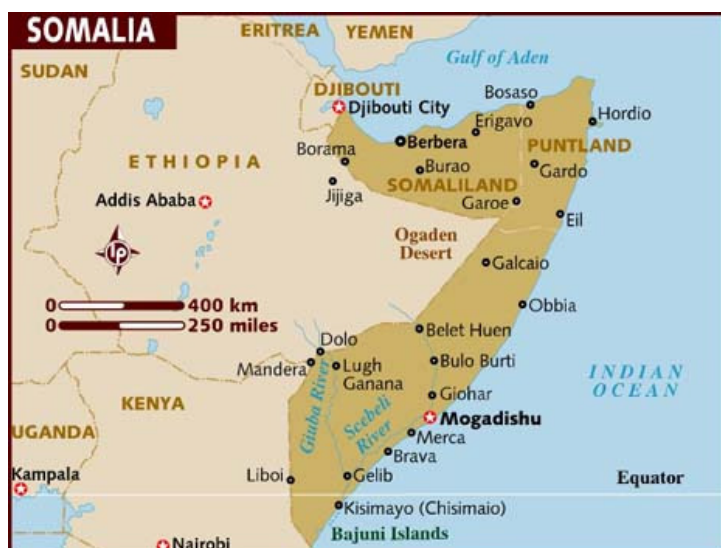 SOMALIA
ERITREA
YEMEN
SUDAN
Gulf of Aden
DJIBOUTI
Djibouti City
Bosaso
Hordio
Erigavo
Berbera
PUNTLAND
Borama
Burao
Gardo
ETHIOPIA
SOMALILAND
Jijiga
Addis Ababa
Garoe
Eil
Ogaden
Desert
LP
Galcaio
0 400 km
0 250 miles
Obbia
Belet Huen
Dolo
Mandera
Lugh
Ganana
Bulo Burti
INDIAN
OCEAN
KENYA
Giuba River
Giohar
Scebeli
River
Mogadishu
UGANDA
Merca
Brava
Kampala
Liboi
Gelib
Equator
Kisimayo (Chisimaio)
Bajuni Islands
Nairobi